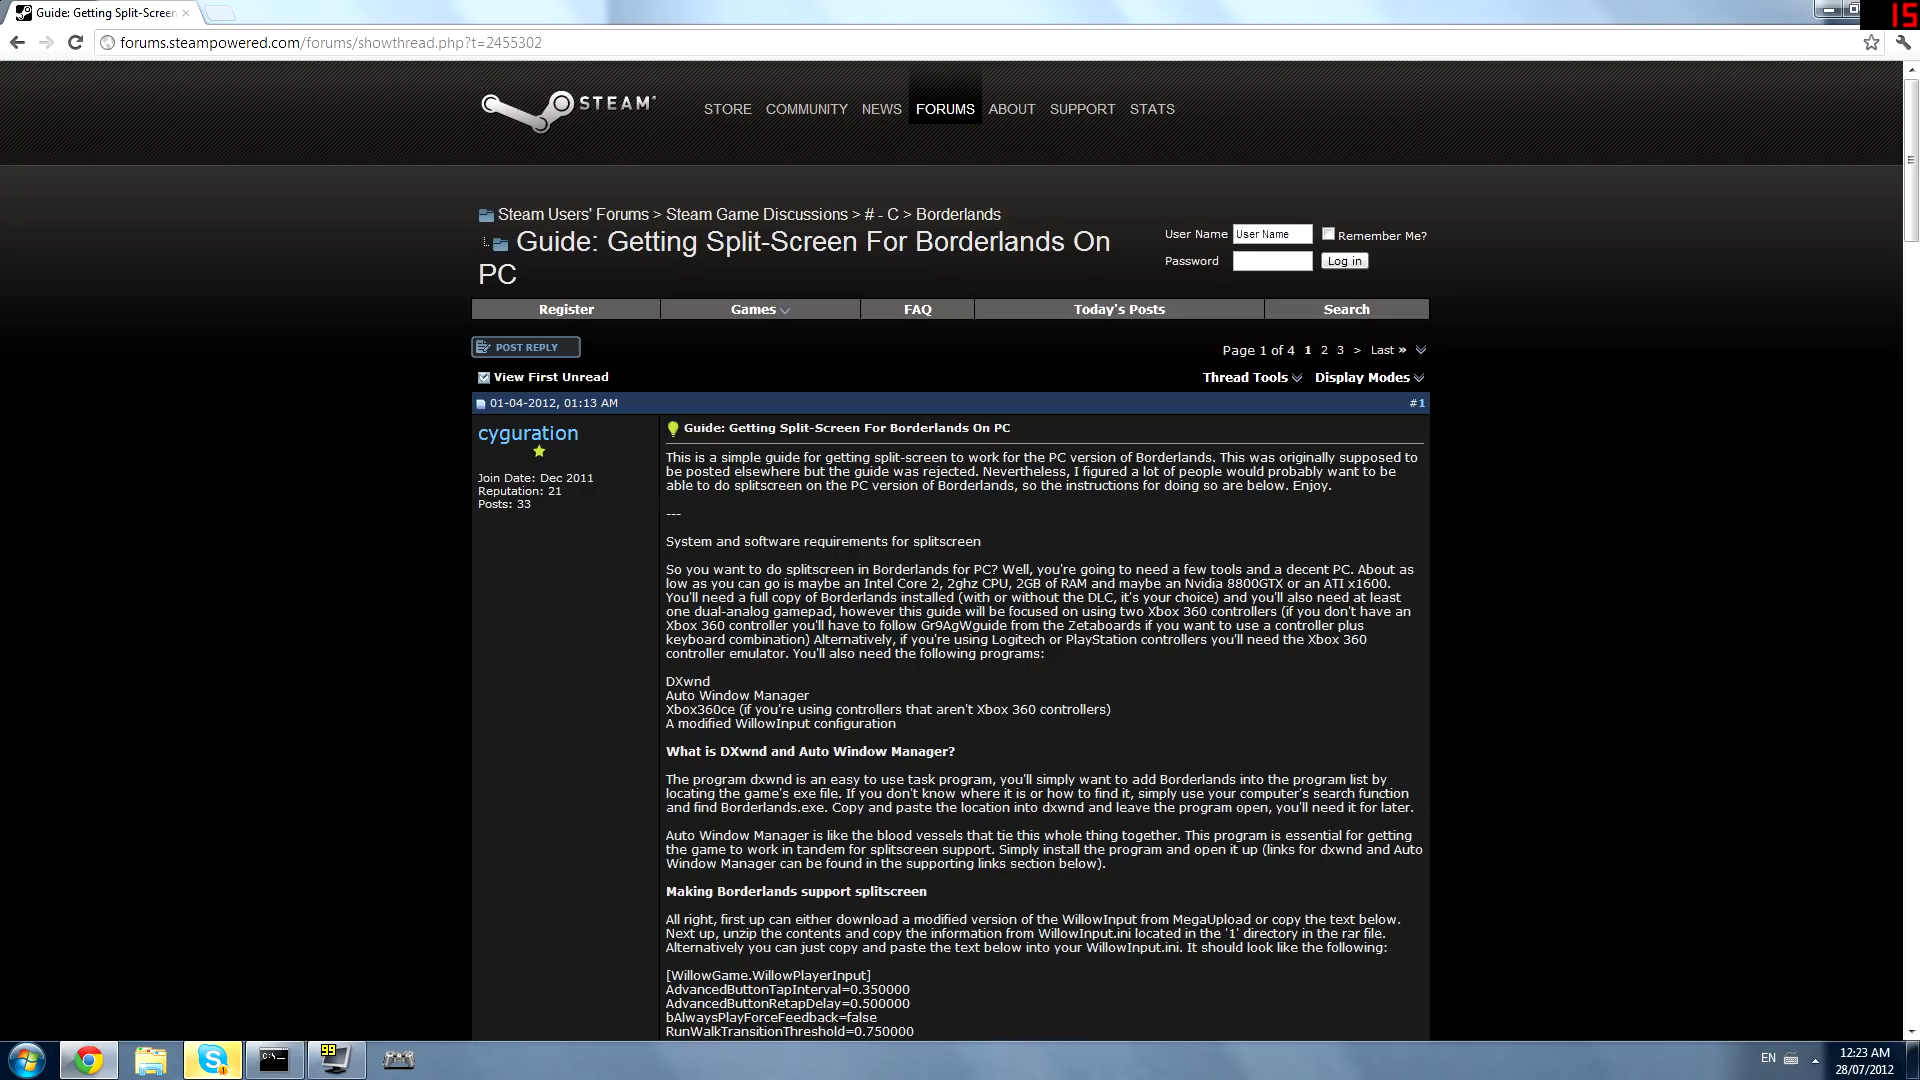 Guide: Getting Split-Screen
15
forums.steampowered.com/forums/showthread.php?t=2455302
STEAM
STORE COMMUNITY NEWS FORUMS ABOUT SUPPORT STATS
Steam Users' Forums > Steam Game Discussions > # - C > Borderlands
Guide: Getting Split-Screen For Borderlands On
PC
User Name User Name Remember Me?
Password Log in
Register Games FAQ Today's Posts Search
POST REPLY
Page 1 of 4 1 2 3 > Last »
View First Unread
Thread Tools Display Modes
01-04-2012, 01:13 AM #1
cyguration
Join Date: Dec 2011
Reputation: 21
Posts: 33
Guide: Getting Split-Screen For Borderlands On PC
This is a simple guide for getting split-screen to work for the PC version of Borderlands. This was originally supposed to
be posted elsewhere but the guide was rejected. Nevertheless, I figured a lot of people would probably want to be
able to do splitscreen on the PC version of Borderlands, so the instructions for doing so are below. Enjoy.
---
System and software requirements for splitscreen
So you want to do splitscreen in Borderlands for PC? Well, you're going to need a few tools and a decent PC. About as
low as you can go is maybe an Intel Core 2, 2ghz CPU, 2GB of RAM and maybe an Nvidia 8800GTX or an ATI x1600.
You'll need a full copy of Borderlands installed (with or without the DLC, it's your choice) and you'll also need at least
one dual-analog gamepad, however this guide will be focused on using two Xbox 360 controllers (if you don't have an
Xbox 360 controller you'll have to follow Gr9AgWguide from the Zetaboards if you want to use a controller plus
keyboard combination) Alternatively, if you're using Logitech or PlayStation controllers you'll need the Xbox 360
controller emulator. You'll also need the following programs:
DXwnd
Auto Window Manager
Xbox360ce (if you're using controllers that aren't Xbox 360 controllers)
A modified WillowInput configuration
What is DXwnd and Auto Window Manager?
The program dxwnd is an easy to use task program, you'll simply want to add Borderlands into the program list by
locating the game's exe file. If you don't know where it is or how to find it, simply use your computer's search function
and find Borderlands.exe. Copy and paste the location into dxwnd and leave the program open, you'll need it for later.
Auto Window Manager is like the blood vessels that tie this whole thing together. This program is essential for getting
the game to work in tandem for splitscreen support. Simply install the program and open it up (links for dxwnd and Auto
Window Manager can be found in the supporting links section below).
Making Borderlands support splitscreen
All right, first up can either download a modified version of the WillowInput from MegaUpload or copy the text below.
Next up, unzip the contents and copy the information from WillowInput.ini located in the '1' directory in the rar file.
Alternatively you can just copy and paste the text below into your WillowInput.ini. It should look like the following:
[WillowGame.WillowPlayerInput]
AdvancedButtonTapInterval=0.350000
AdvancedButtonRetapDelay=0.500000
bAlwaysPlayForceFeedback=false
RunWalkTransitionThreshold=0.750000
99
EN
12:23 AM
28/07/2012